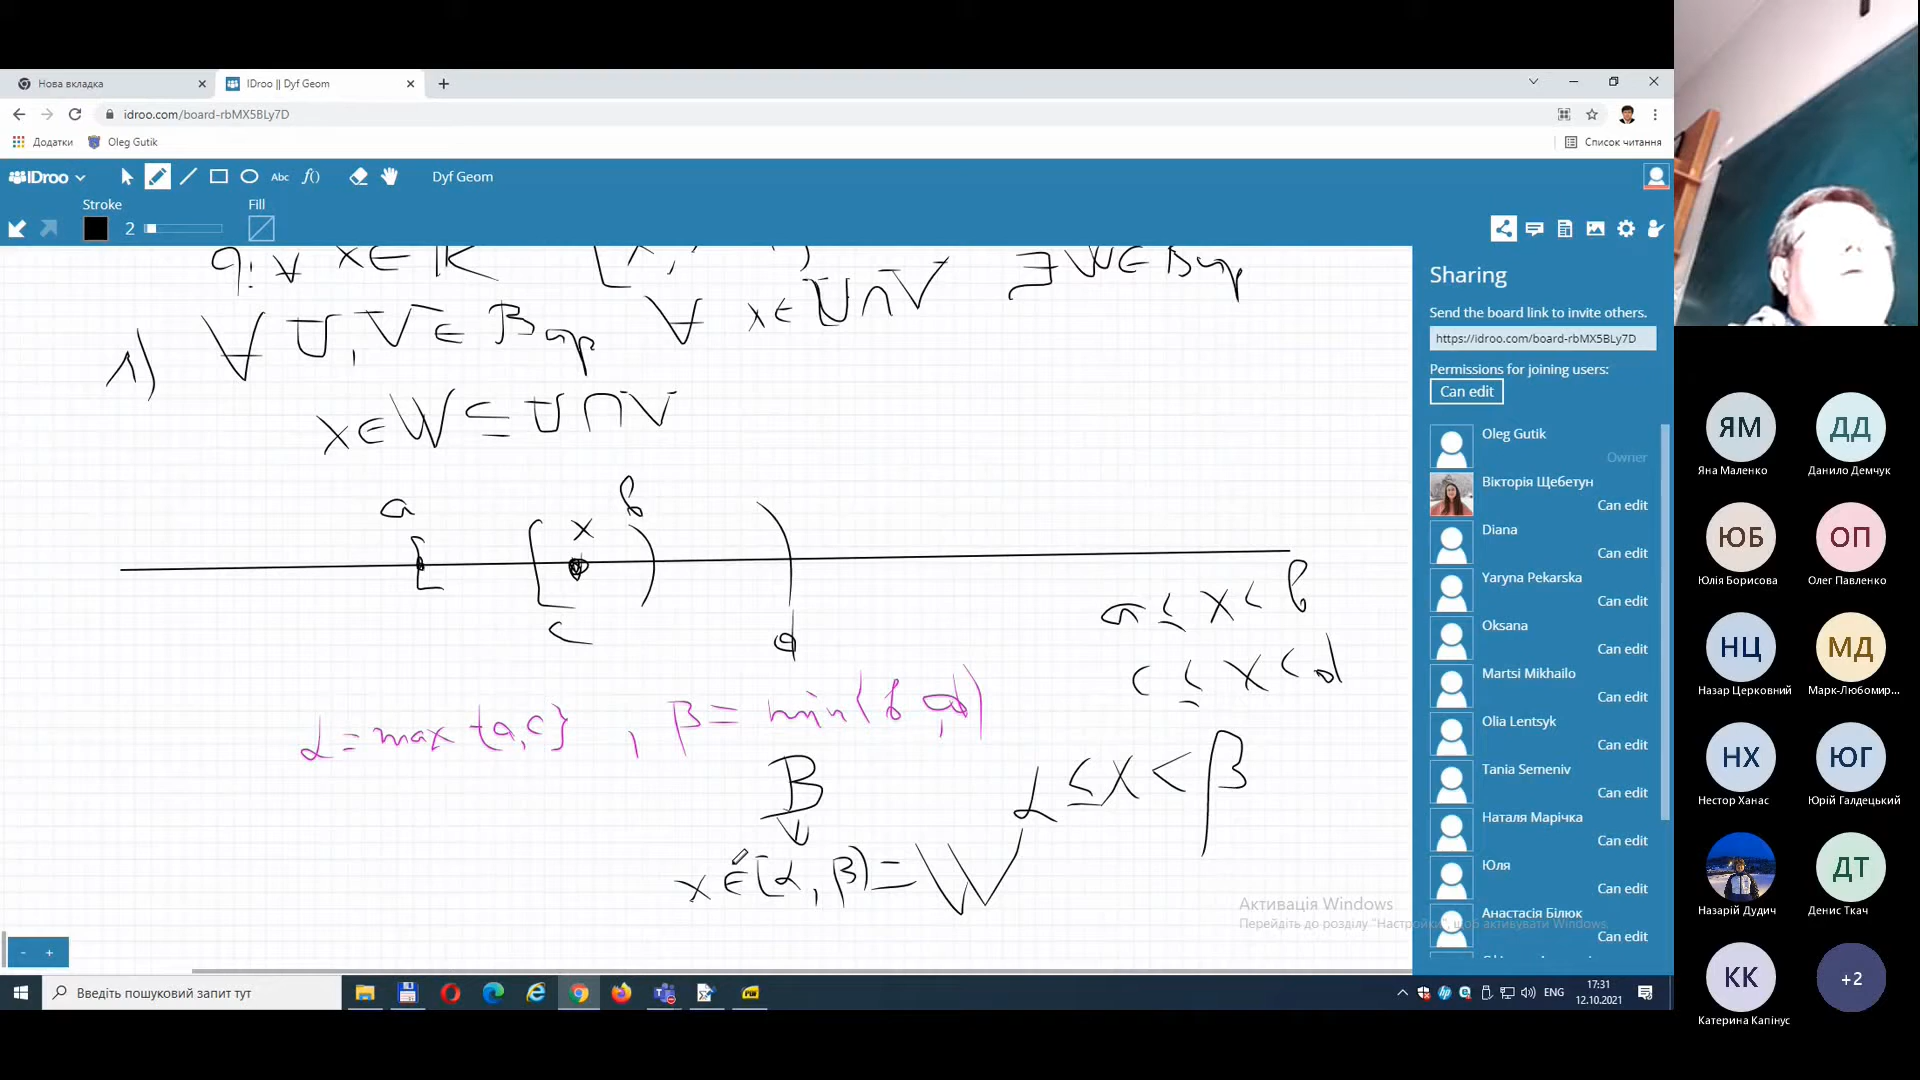 Нова вкладка
IDroo || Dyf Geom
idroo.com/board-rbMX5BLy7D
Додатки
Oleg Gutik
Список читання
IDroo
Abc
f()
Dyf Geom
Stroke
Fill
2
∀ x∈ℝ
1) ∀ U, V ∈ B ∀ x∈U∩V ∃ W∈B
x∈W⊆U∩V
a
x
b
c
d
a ≤ x < b
c ≤ x < d
α = max {a,c} , β = min{b,d}
α ≤ x < β
x∈[α, β) = W
Sharing
Send the board link to invite others.
https://idroo.com/board-rbMX5BLy7D
Permissions for joining users:
Can edit
Oleg Gutik
Owner
Вікторія Щебетун
Can edit
Diana
Can edit
Yaryna Pekarska
Can edit
Oksana
Can edit
Martsi Mikhailo
Can edit
Olia Lentsyk
Can edit
Tania Semeniv
Can edit
Наталя Марічка
Can edit
Юля
Can edit
Анастасія Білюк
Can edit
Активація Windows
Перейдіть до розділу "Настройки", щоб активувати Windows.
- +
Введіть пошуковий запит тут
ENG
17:31
12.10.2021
ЯМ
Яна Маленко
ДД
Данило Демчук
ЮБ
Юлія Борисова
ОП
Олег Павленко
НЦ
Назар Церковний
МД
Марк-Любомир...
НХ
Нестор Ханас
ЮГ
Юрій Галдецький
Назарій Дудич
ДТ
Денис Ткач
КК
Катерина Капінус
+2